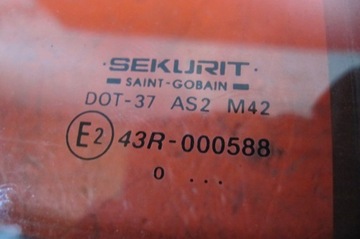 · SEKURIT ·
SAINT-GOBAIN
DOT-37 AS2 M42
E2 43R-000588
0 ...